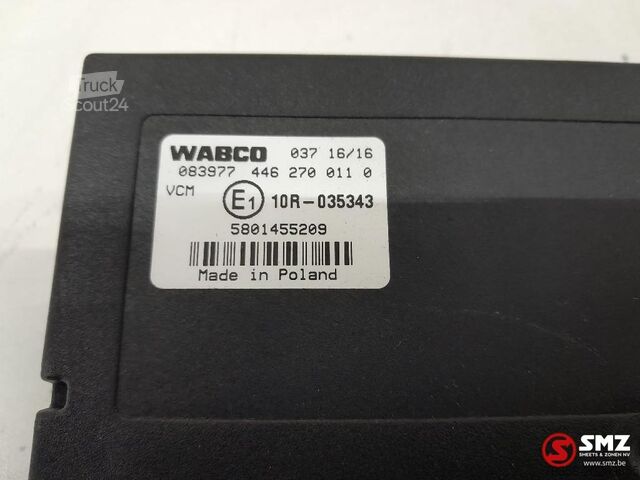 Truck
Scout24
WABCO 037 16/16
083977 446 270 011 0
VCM E1 10R-035343
5801455209
Made in Poland
SMZ
SHEETS & ZONEN NV
www.smz.be